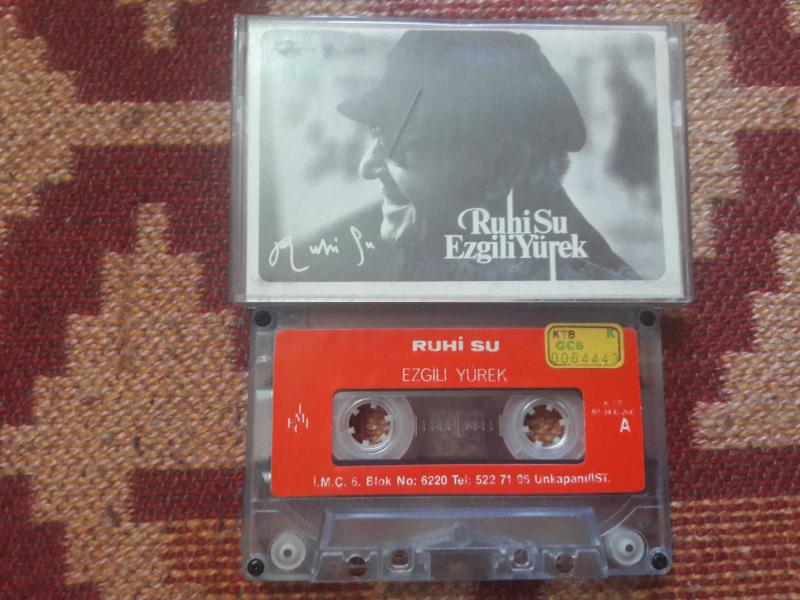 Ruhi Su
Ezgili Yürek
Ruhi Su
RUHİ SU
EZGİLİ YÜREK
KTB K
GCB
0064443
A
İ.M.Ç. 6. Blok No: 6220 Tel: 522 71 06 Unkapanı/İST.